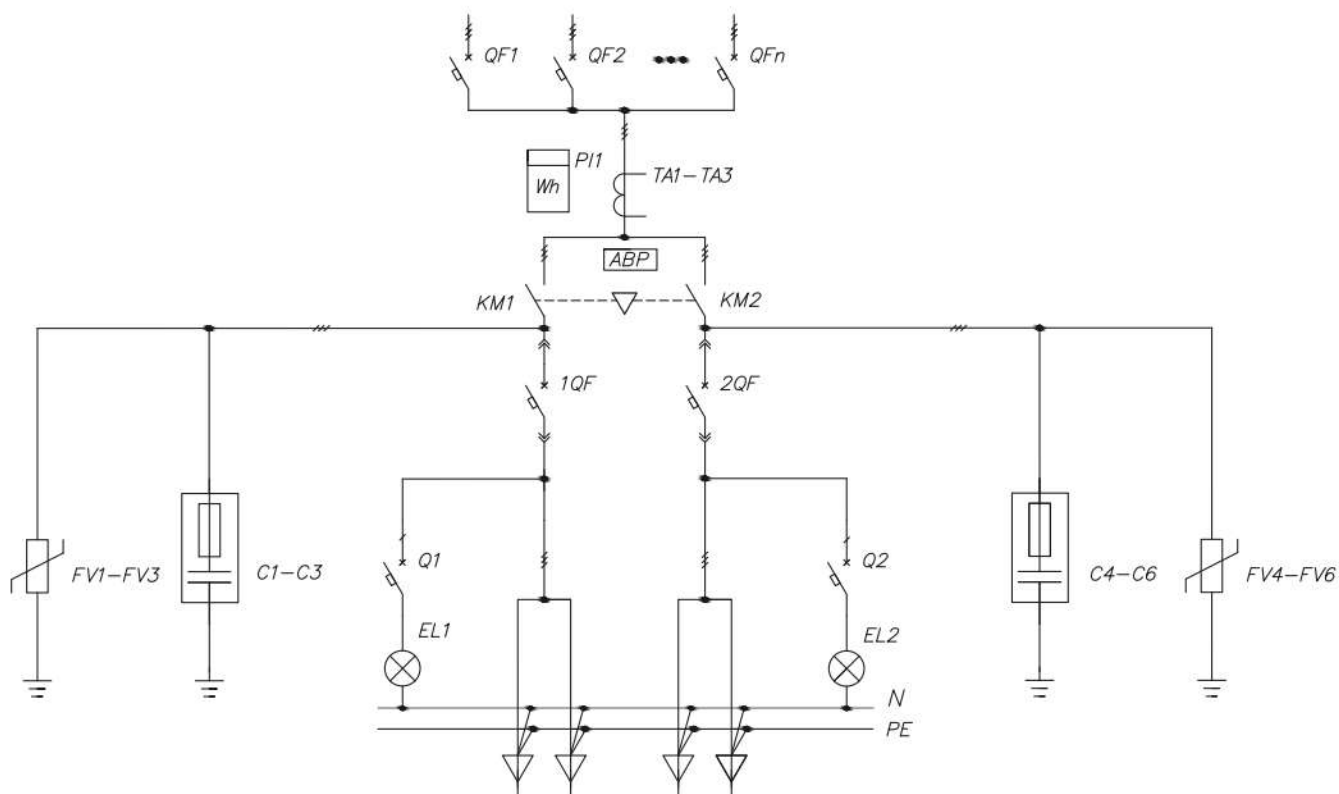 QF1 QF2 QFn
PI1
Wh
TA1-TA3
АВР
KM1 KM2
1QF 2QF
Q1 Q2
FV1-FV3 C1-C3 C4-C6 FV4-FV6
EL1 EL2
N
PE